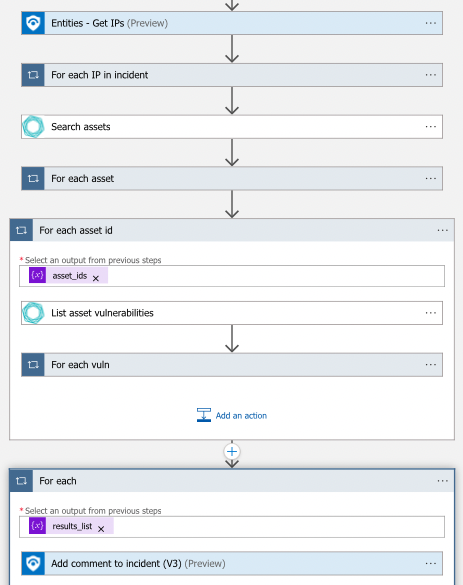 Entities - Get IPs (Preview)
For each IP in incident
Search assets
For each asset
For each asset id
* Select an output from previous steps
{x} asset_ids ×
List asset vulnerabilities
For each vuln
Add an action
For each
* Select an output from previous steps
{x} results_list ×
Add comment to incident (V3) (Preview)